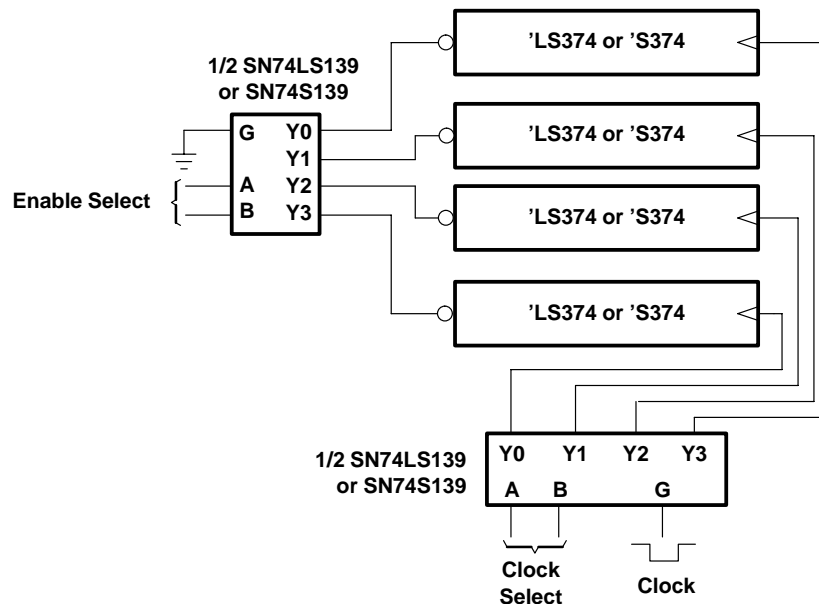 ’LS374 or ’S374
1/2 SN74LS139
or SN74S139
G Y0
Y1
A Y2
B Y3
Enable Select
’LS374 or ’S374
’LS374 or ’S374
’LS374 or ’S374
1/2 SN74LS139
or SN74S139
Y0 Y1 Y2 Y3
A B G
Clock
Select
Clock